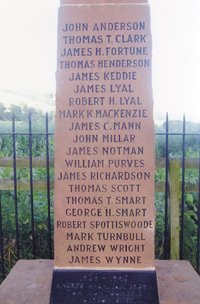 JOHN ANDERSON
THOMAS T. CLARK
JAMES H. FORTUNE
THOMAS HENDERSON
JAMES KEDDIE
JAMES LYAL
ROBERT H. LYAL
MARK K. MACKENZIE
JAMES C. MANN
JOHN MILLAR
JAMES NOTMAN
WILLIAM PURVES
JAMES RICHARDSON
THOMAS SCOTT
THOMAS T. SMART
GEORGE H. SMART
ROBERT SPOTTISWOODE
MARK TURNBULL
ANDREW WRIGHT
JAMES WYNNE